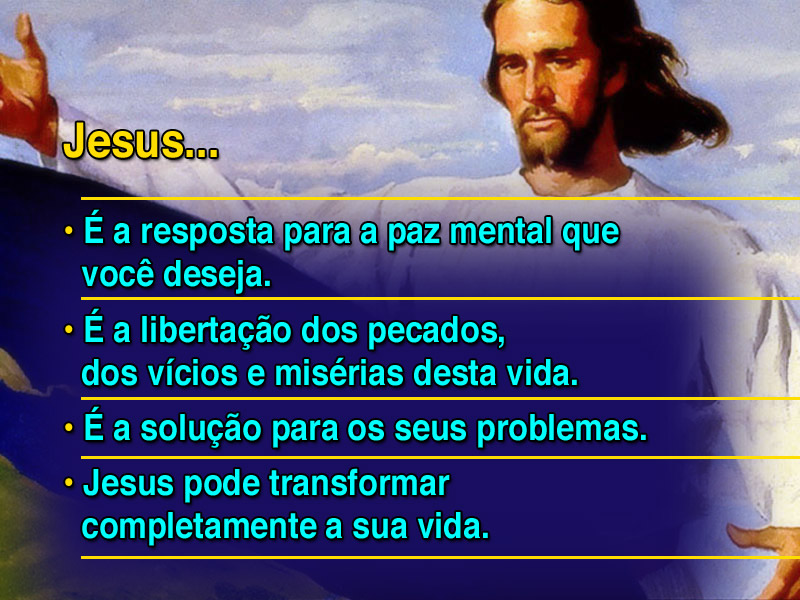 Jesus...
• É a resposta para a paz mental que
você deseja.
• É a libertação dos pecados,
dos vícios e misérias desta vida.
• É a solução para os seus problemas.
• Jesus pode transformar
completamente a sua vida.